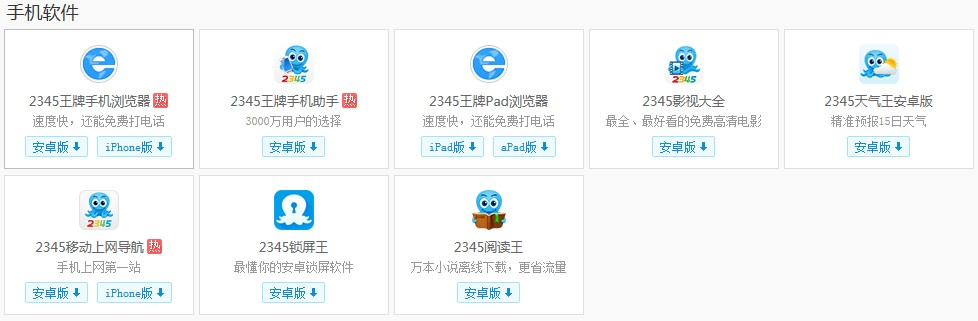 手机软件
2345王牌手机浏览器 热
速度快，还能免费打电话
安卓版 iPhone版
2345
2345王牌手机助手 热
3000万用户的选择
安卓版
2345王牌Pad浏览器
速度快，还能免费打电话
iPad版 aPad版
2345
2345影视大全
最全、最好看的免费高清电影
安卓版
2345天气王安卓版
精准预报15日天气
安卓版
2345
2345移动上网导航 热
手机上网第一站
安卓版 iPhone版
2345锁屏王
最懂你的安卓锁屏软件
安卓版
2345阅读王
万本小说离线下载，更省流量
安卓版